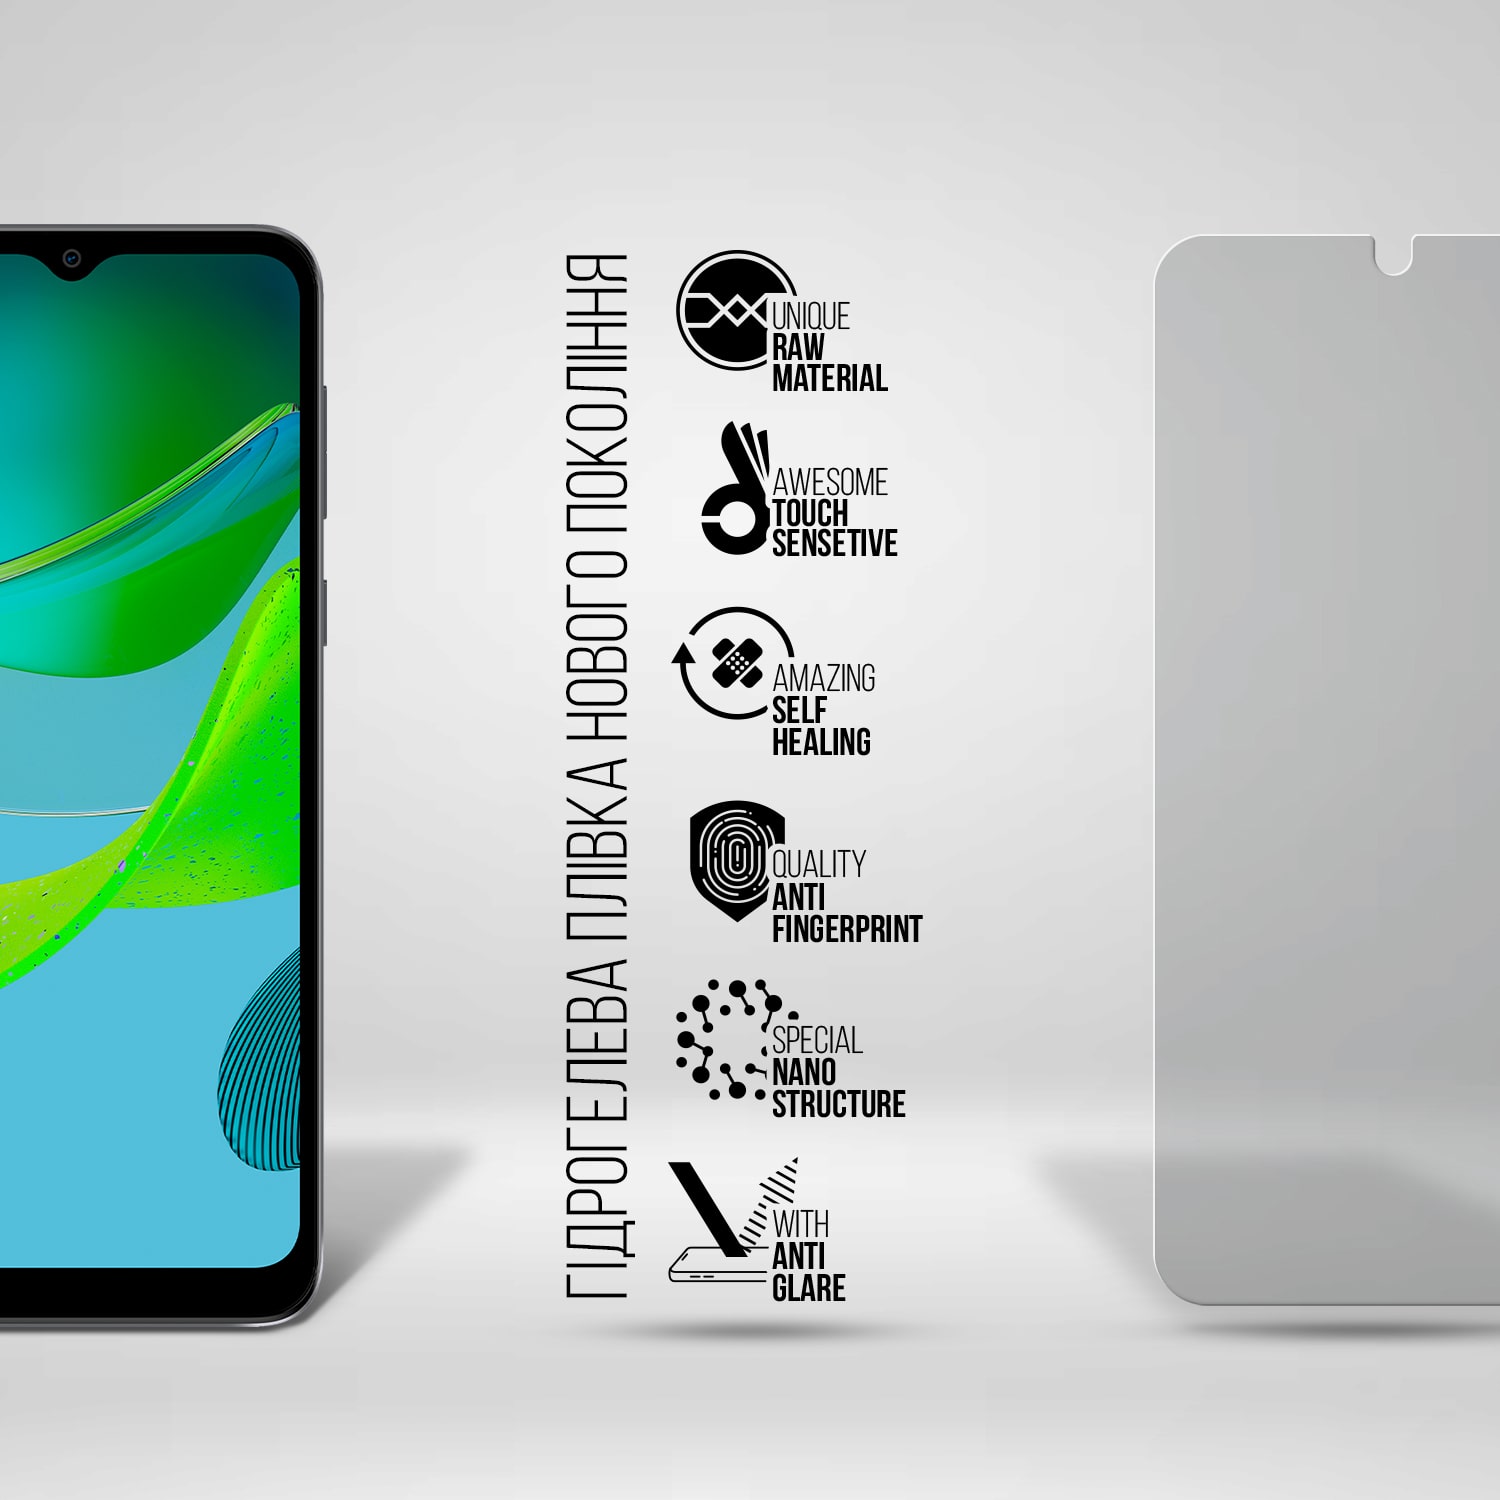 ГІДРОГЕЛЕВА ПЛІВКА НОВОГО ПОКОЛІННЯ
UNIQUE
RAW
MATERIAL
AWESOME
TOUCH
SENSETIVE
AMAZING
SELF
HEALING
QUALITY
ANTI
FINGERPRINT
SPECIAL
NANO
STRUCTURE
WITH
ANTI
GLARE